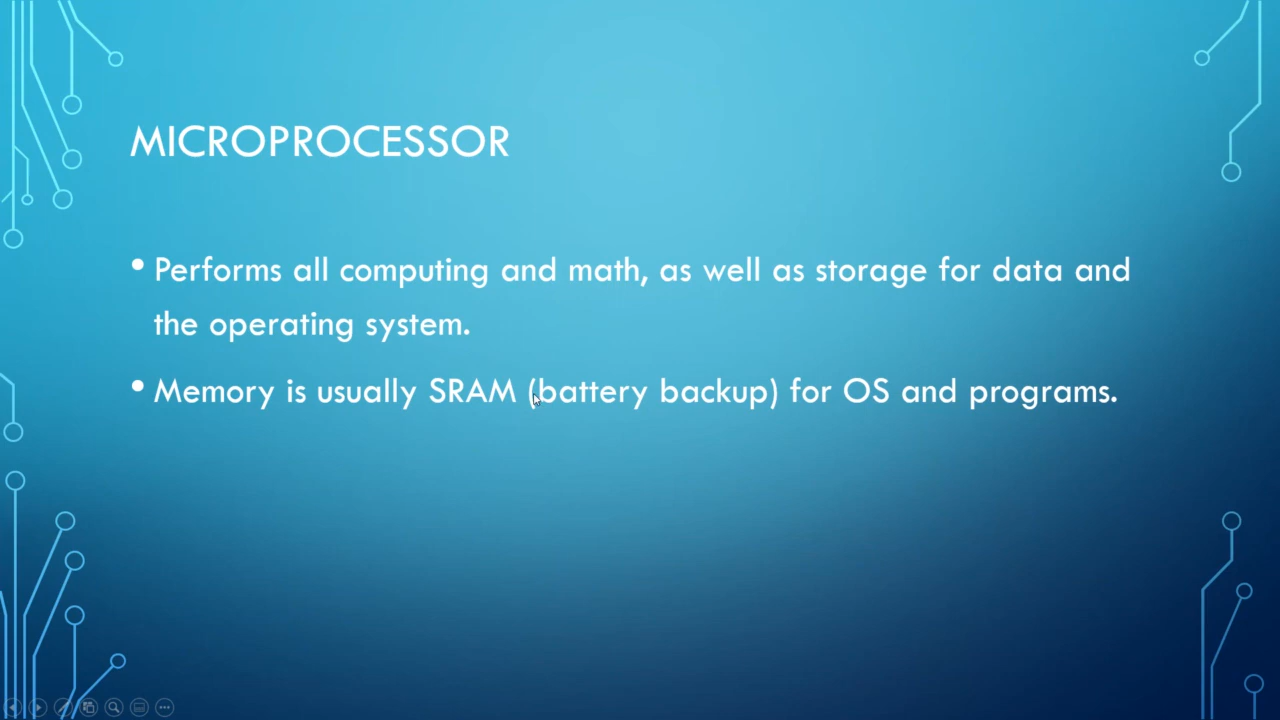 MICROPROCESSOR
• Performs all computing and math, as well as storage for data and
the operating system.
• Memory is usually SRAM (battery backup) for OS and programs.